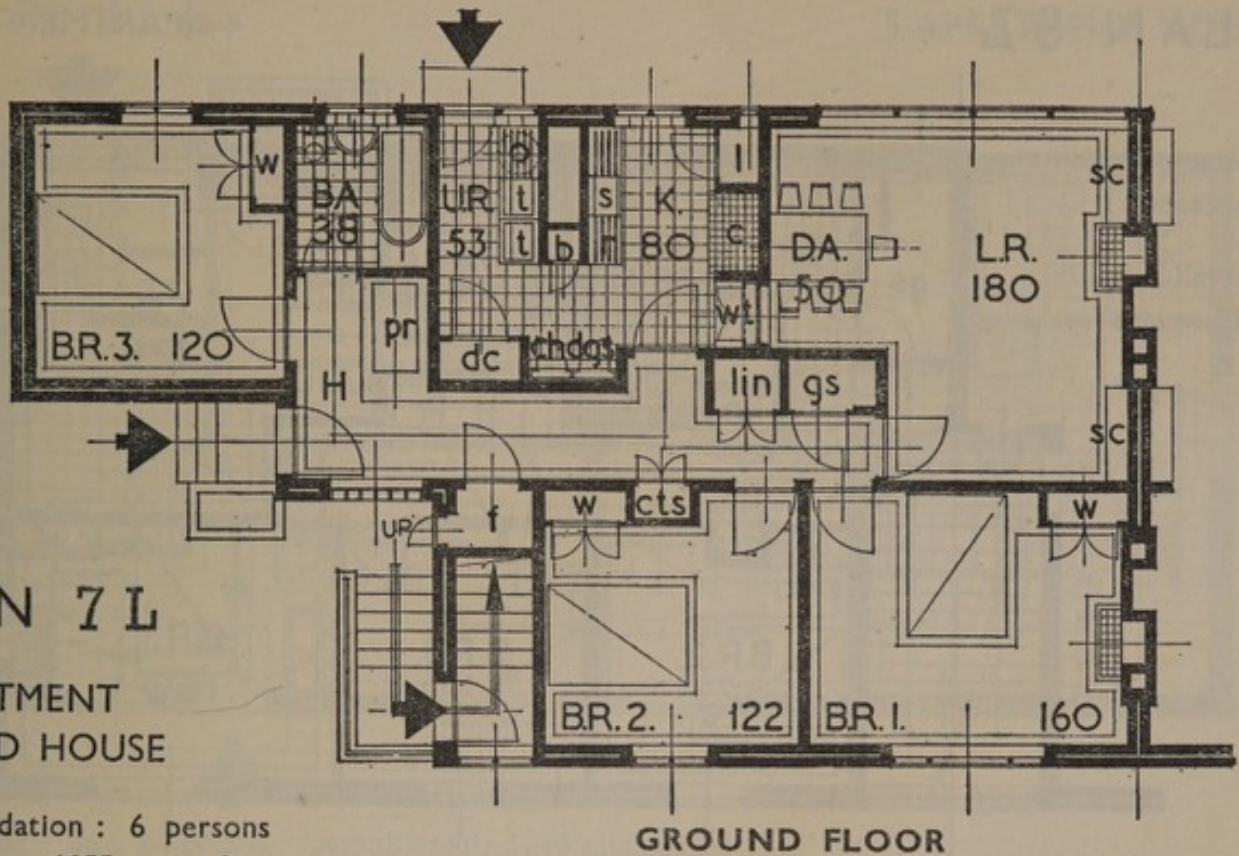 w
BA
38
U.R.
53
o
t
t
b
s
r
K.
80
l
c
D.A.
50
L.R.
180
sc
wt
B.R.3. 120
pr
H
dc
chdgs
lin
gs
sc
UP
f
w
cts
w
N 7L
TMENT
D HOUSE
B.R.2. 122
B.R.1. 160
dation : 6 persons
GROUND FLOOR